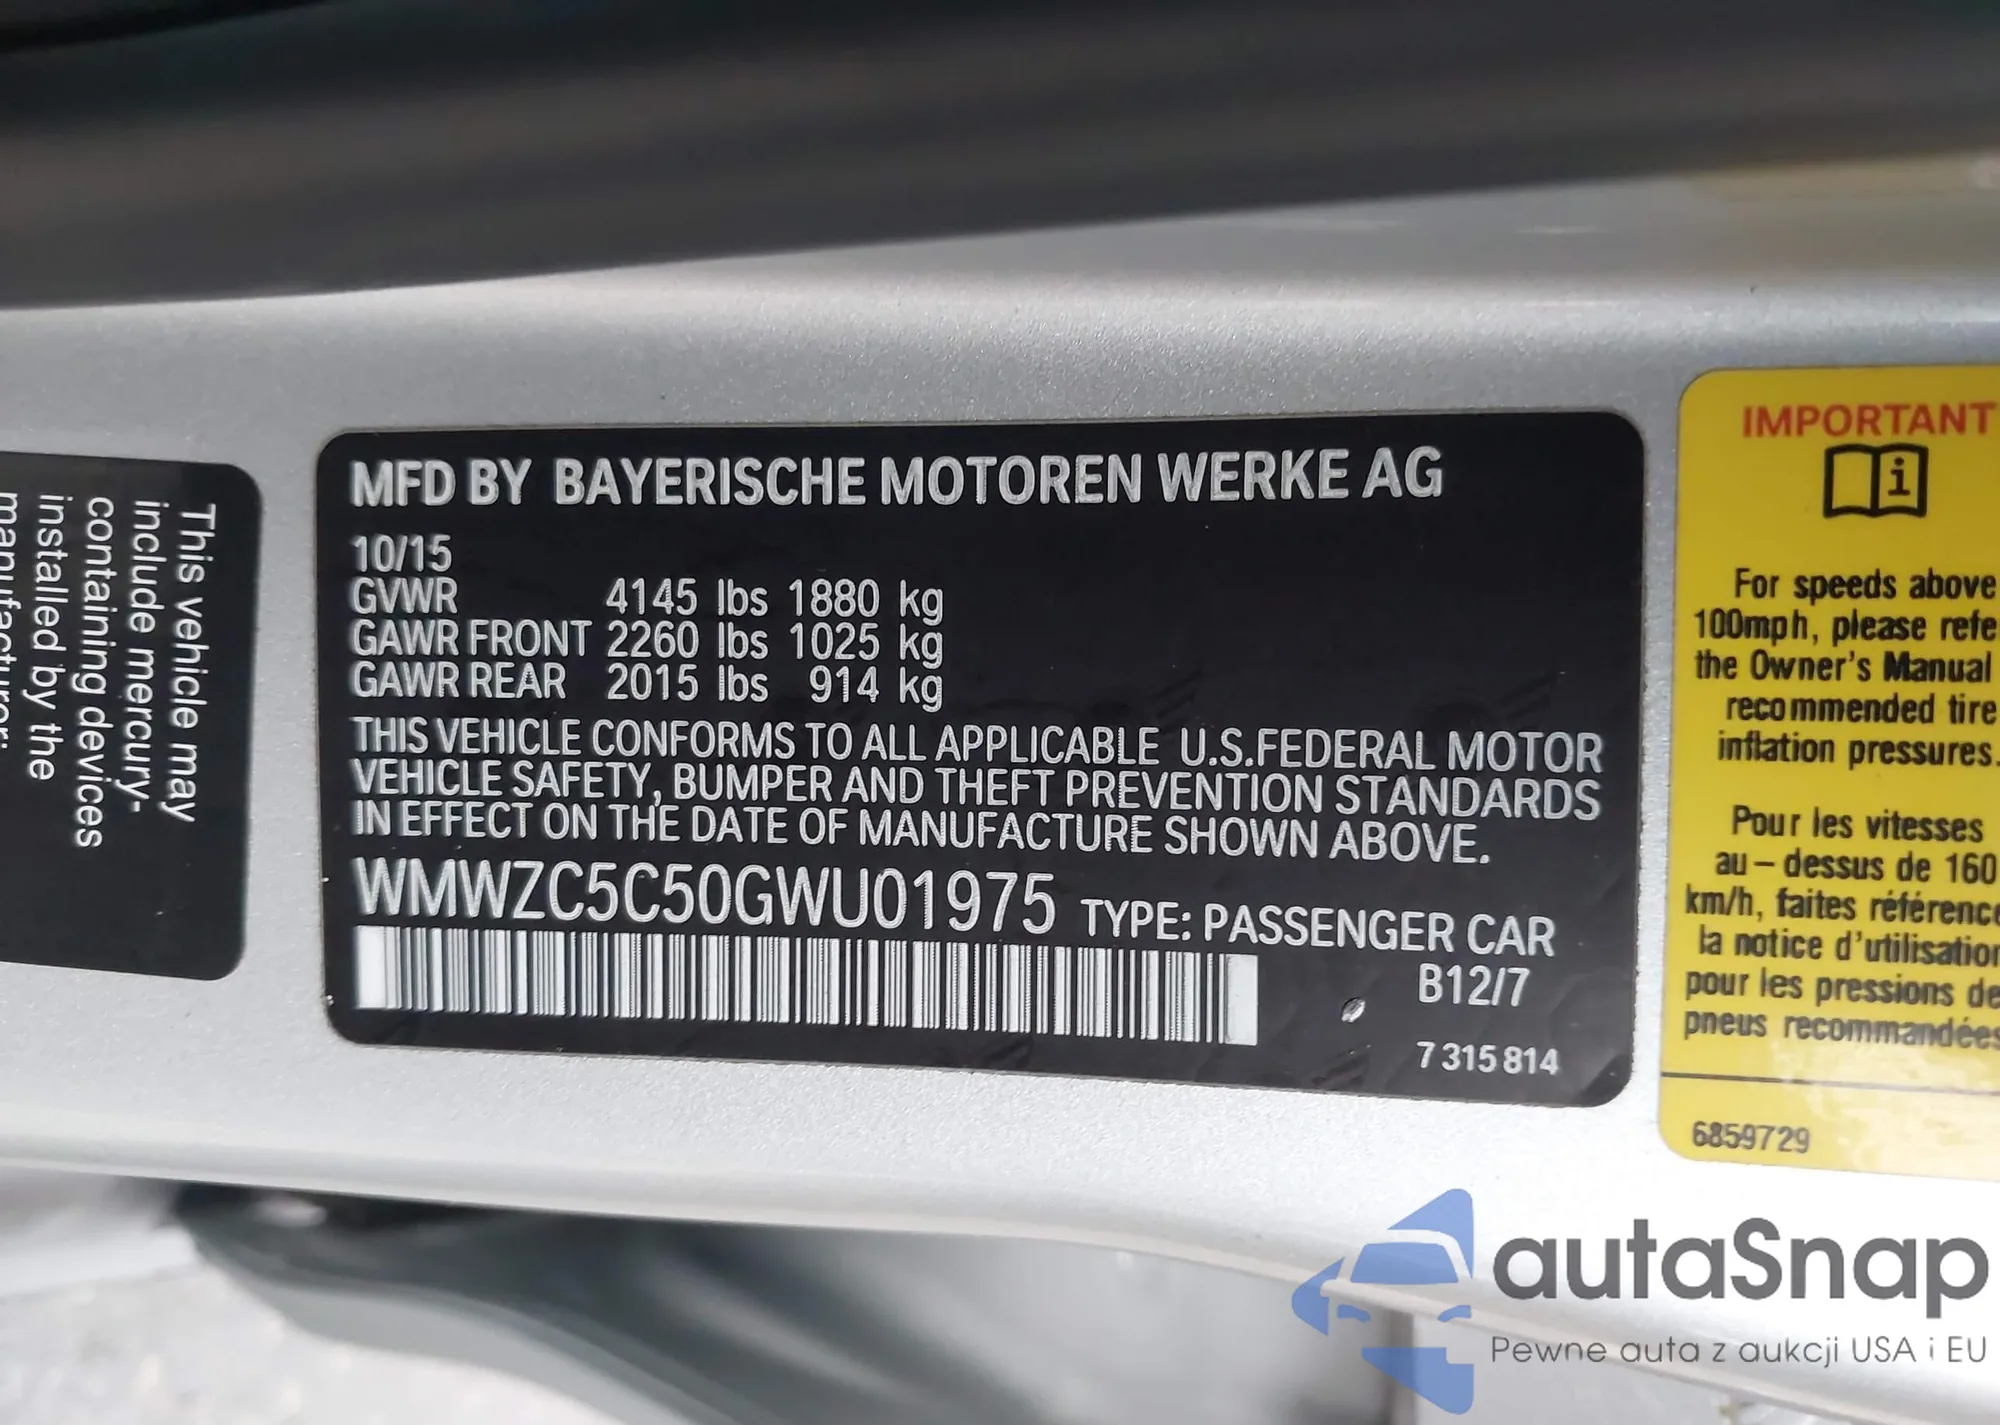 This vehicle may
include mercury-
containing devices
installed by the
MFD BY BAYERISCHE MOTOREN WERKE AG
10/15
GVWR 4145 lbs 1880 kg
GAWR FRONT 2260 lbs 1025 kg
GAWR REAR 2015 lbs 914 kg
THIS VEHICLE CONFORMS TO ALL APPLICABLE U.S.FEDERAL MOTOR
VEHICLE SAFETY, BUMPER AND THEFT PREVENTION STANDARDS
IN EFFECT ON THE DATE OF MANUFACTURE SHOWN ABOVE.
WMWZC5C50GWU01975 TYPE: PASSENGER CAR
B12/7
7 315 814
IMPORTANT
i
For speeds above
100mph, please refe
the Owner's Manual
recommended tire
inflation pressures.
Pour les vitesses
au - dessus de 160
km/h, faites référence
la notice d'utilisation
pour les pressions de
pneus recommandées
6859729
autaSnap
Pewne auta z aukcji USA i EU